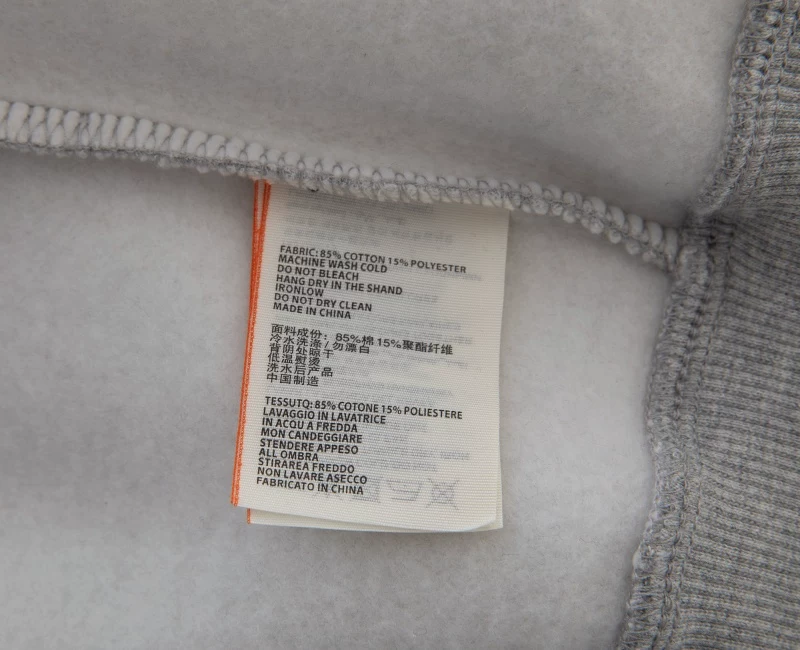 FABRIC: 85% COTTON 15% POLYESTER
MACHINE WASH COLD
DO NOT BLEACH
HANG DRY IN THE SHAND
IRONLOW
DO NOT DRY CLEAN
MADE IN CHINA
面料成份：85%棉 15%聚酯纤维
冷水洗涤/勿漂白
背阴处晾干
低温熨烫
洗水后产品
中国制造
TESSUTQ: 85% COTONE 15% POLIESTERE
LAVAGGIO IN LAVATRICE
IN ACQU A FREDDA
MON CANDEGGIARE
STENDERE APPESO
ALL OMBRA
STIRAREA FREDDO
NON LAVARE ASECCO
FABRICATO IN CHINA